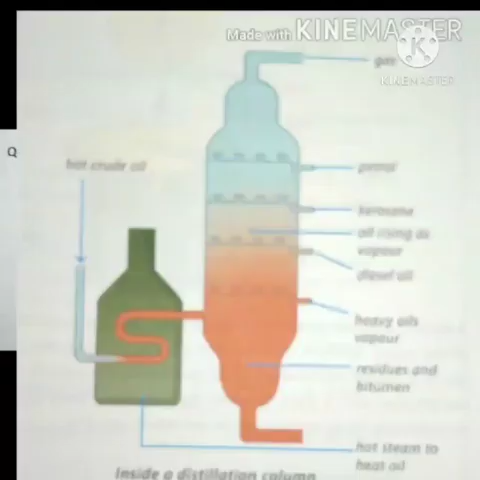 Made with KINEMASTER
K
KINEMASTER
gas
Q
hot crude oil
petrol
kerosene
oil rising as
vapour
diesel oil
heavy oils
vapour
residues and
bitumen
hot steam to
heat oil
Inside a distillation column